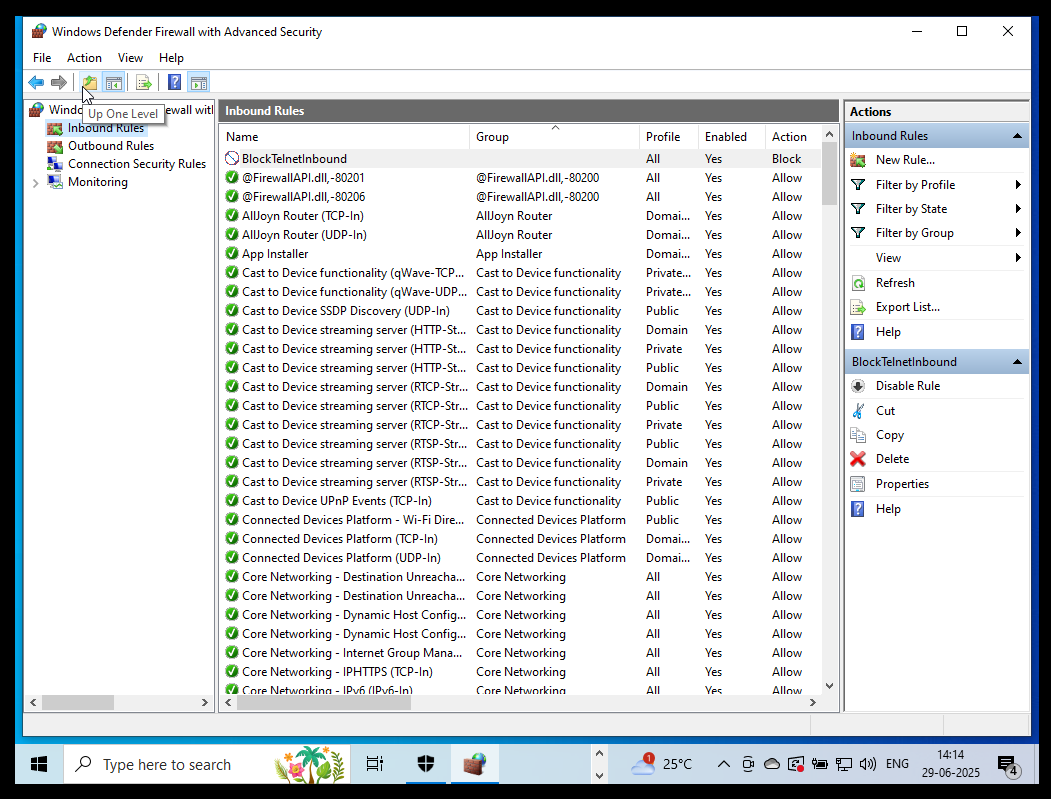 Windows Defender Firewall with Advanced Security
File Action View Help
Up One Level
Inbound Rules
Outbound Rules
Connection Security Rules
Monitoring
Inbound Rules
Name Group Profile Enabled Action
BlockTelnetInbound All Yes Block
@FirewallAPI.dll,-80201 @FirewallAPI.dll,-80200 All Yes Allow
@FirewallAPI.dll,-80206 @FirewallAPI.dll,-80200 All Yes Allow
AllJoyn Router (TCP-In) AllJoyn Router Domai... Yes Allow
AllJoyn Router (UDP-In) AllJoyn Router Domai... Yes Allow
App Installer App Installer Domai... Yes Allow
Cast to Device functionality (qWave-TCP... Cast to Device functionality Private... Yes Allow
Cast to Device functionality (qWave-UDP... Cast to Device functionality Private... Yes Allow
Cast to Device SSDP Discovery (UDP-In) Cast to Device functionality Public Yes Allow
Cast to Device streaming server (HTTP-St... Cast to Device functionality Domain Yes Allow
Cast to Device streaming server (HTTP-St... Cast to Device functionality Private Yes Allow
Cast to Device streaming server (HTTP-St... Cast to Device functionality Public Yes Allow
Cast to Device streaming server (RTCP-Str... Cast to Device functionality Domain Yes Allow
Cast to Device streaming server (RTCP-Str... Cast to Device functionality Public Yes Allow
Cast to Device streaming server (RTCP-Str... Cast to Device functionality Private Yes Allow
Cast to Device streaming server (RTSP-Str... Cast to Device functionality Public Yes Allow
Cast to Device streaming server (RTSP-Str... Cast to Device functionality Domain Yes Allow
Cast to Device streaming server (RTSP-Str... Cast to Device functionality Private Yes Allow
Cast to Device UPnP Events (TCP-In) Cast to Device functionality Public Yes Allow
Connected Devices Platform - Wi-Fi Dire... Connected Devices Platform Public Yes Allow
Connected Devices Platform (TCP-In) Connected Devices Platform Domai... Yes Allow
Connected Devices Platform (UDP-In) Connected Devices Platform Domai... Yes Allow
Core Networking - Destination Unreacha... Core Networking All Yes Allow
Core Networking - Destination Unreacha... Core Networking All Yes Allow
Core Networking - Dynamic Host Config... Core Networking All Yes Allow
Core Networking - Dynamic Host Config... Core Networking All Yes Allow
Core Networking - Internet Group Mana... Core Networking All Yes Allow
Core Networking - IPHTTPS (TCP-In) Core Networking All Yes Allow
Core Networking - IPv6 (IPv6-In) Core Networking All Yes Allow
Actions
Inbound Rules
New Rule...
Filter by Profile
Filter by State
Filter by Group
View
Refresh
Export List...
Help
BlockTelnetInbound
Disable Rule
Cut
Copy
Delete
Properties
Help
Type here to search
1
25°C
ENG
14:14
29-06-2025
4